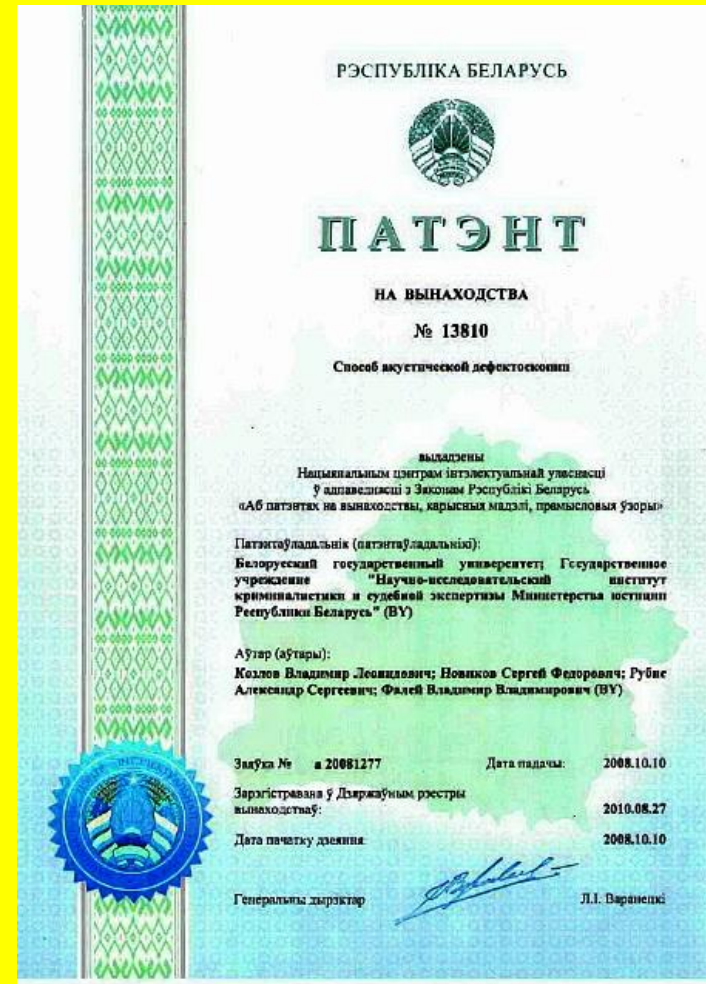 РЭСПУБЛІКА БЕЛАРУСЬ
ПАТЭНТ
НА ВЫНАХОДСТВА
№ 13810
Способ акустической дефектоскопии
выдадзены
Нацыянальным цэнтрам інтэлектуальнай уласнасці
ў адпаведнасці з Законам Рэспублікі Беларусь
«Аб патэнтах на вынаходствы, карысныя мадэлі, прамысловыя ўзоры»
Патэнтаўладальнік (патэнтаўладальнікі):
Белорусский государственный университет; Государственное
учреждение "Научно-исследовательский институт
криминалистики и судебной экспертизы Министерства юстиции
Республики Беларусь" (BY)
Аўтар (аўтары):
Козлов Владимир Леонидович; Новиков Сергей Федорович; Рубис
Александр Сергеевич; Фалей Владимир Владимирович (BY)
Заяўка № а 20081277 Дата падачы: 2008.10.10
Зарэгістравана ў Дзяржаўным рэестры
вынаходстваў: 2010.08.27
Дата пачатку дзеяння: 2008.10.10
Генеральны дырэктар Л.І. Варанецкі